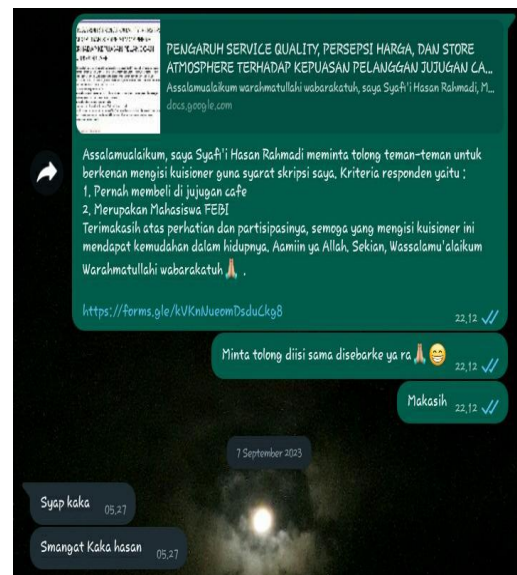 PENGARUH SERVICE QUALITY, PERSEPSI HARGA, DAN STORE
ATMOSPHERE TERHADAP KEPUASAN PELANGGAN JUJUGAN CA...
Assalamualaikum warahmatullahi wabarakatuh, saya Syafi'i Hasan Rahmadi, M...
docs.google.com
Assalamualaikum, saya Syafi'i Hasan Rahmadi meminta tolong teman-teman untuk
berkenan mengisi kuisioner guna syarat skripsi saya. Kriteria responden yaitu :
1. Pernah membeli di jujugan cafe
2. Merupakan Mahasiswa FEBI
Terimakasih atas perhatian dan partisipasinya, semoga yang mengisi kuisioner ini
mendapat kemudahan dalam hidupnya. Aamiin ya Allah. Sekian, Wassalamu'alaikum
Warahmatullahi wabarakatuh🙏🏼 .
https://forms.gle/kVKnNueomDsduCkg8
22.12
Minta tolong diisi sama disebarke ya ra🙏🏼😁
22.12
Makasih 22.12
7 September 2023
Syap kaka 05.27
Smangat Kaka hasan 05.27